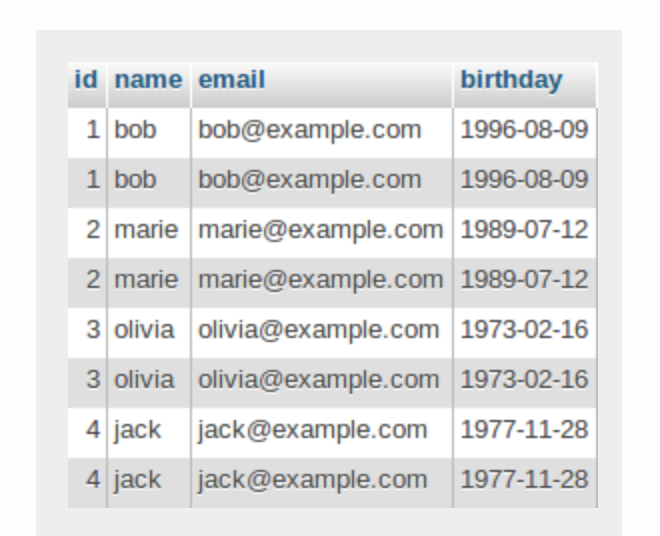 id name email birthday
1 bob bob@example.com 1996-08-09
1 bob bob@example.com 1996-08-09
2 marie marie@example.com 1989-07-12
2 marie marie@example.com 1989-07-12
3 olivia olivia@example.com 1973-02-16
3 olivia olivia@example.com 1973-02-16
4 jack jack@example.com 1977-11-28
4 jack jack@example.com 1977-11-28